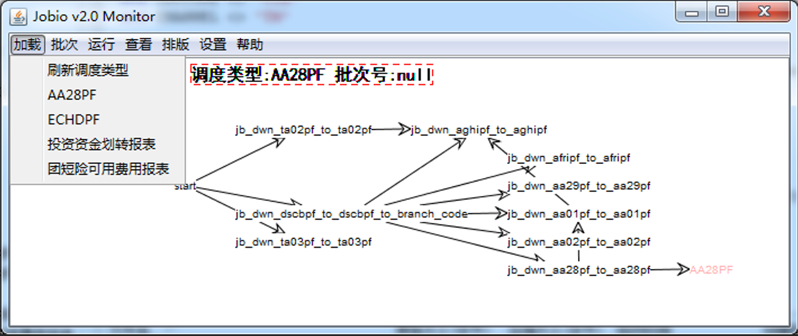 Jobio v2.0 Monitor
加载 批次 运行 查看 排版 设置 帮助
刷新调度类型
AA28PF
ECHDPF
投资资金划转报表
团短险可用费用报表
调度类型:AA28PF 批次号:null
jb_dwn_ta02pf_to_ta02pf
jb_dwn_aghipf_to_aghipf
jb_dwn_afripf_to_afripf
start
jb_dwn_aa29pf_to_aa29pf
jb_dwn_dscbpf_to_dscbpf_to_branch_code
jb_dwn_aa01pf_to_aa01pf
jb_dwn_ta03pf_to_ta03pf
jb_dwn_aa02pf_to_aa02pf
jb_dwn_aa28pf_to_aa28pf
AA28PF